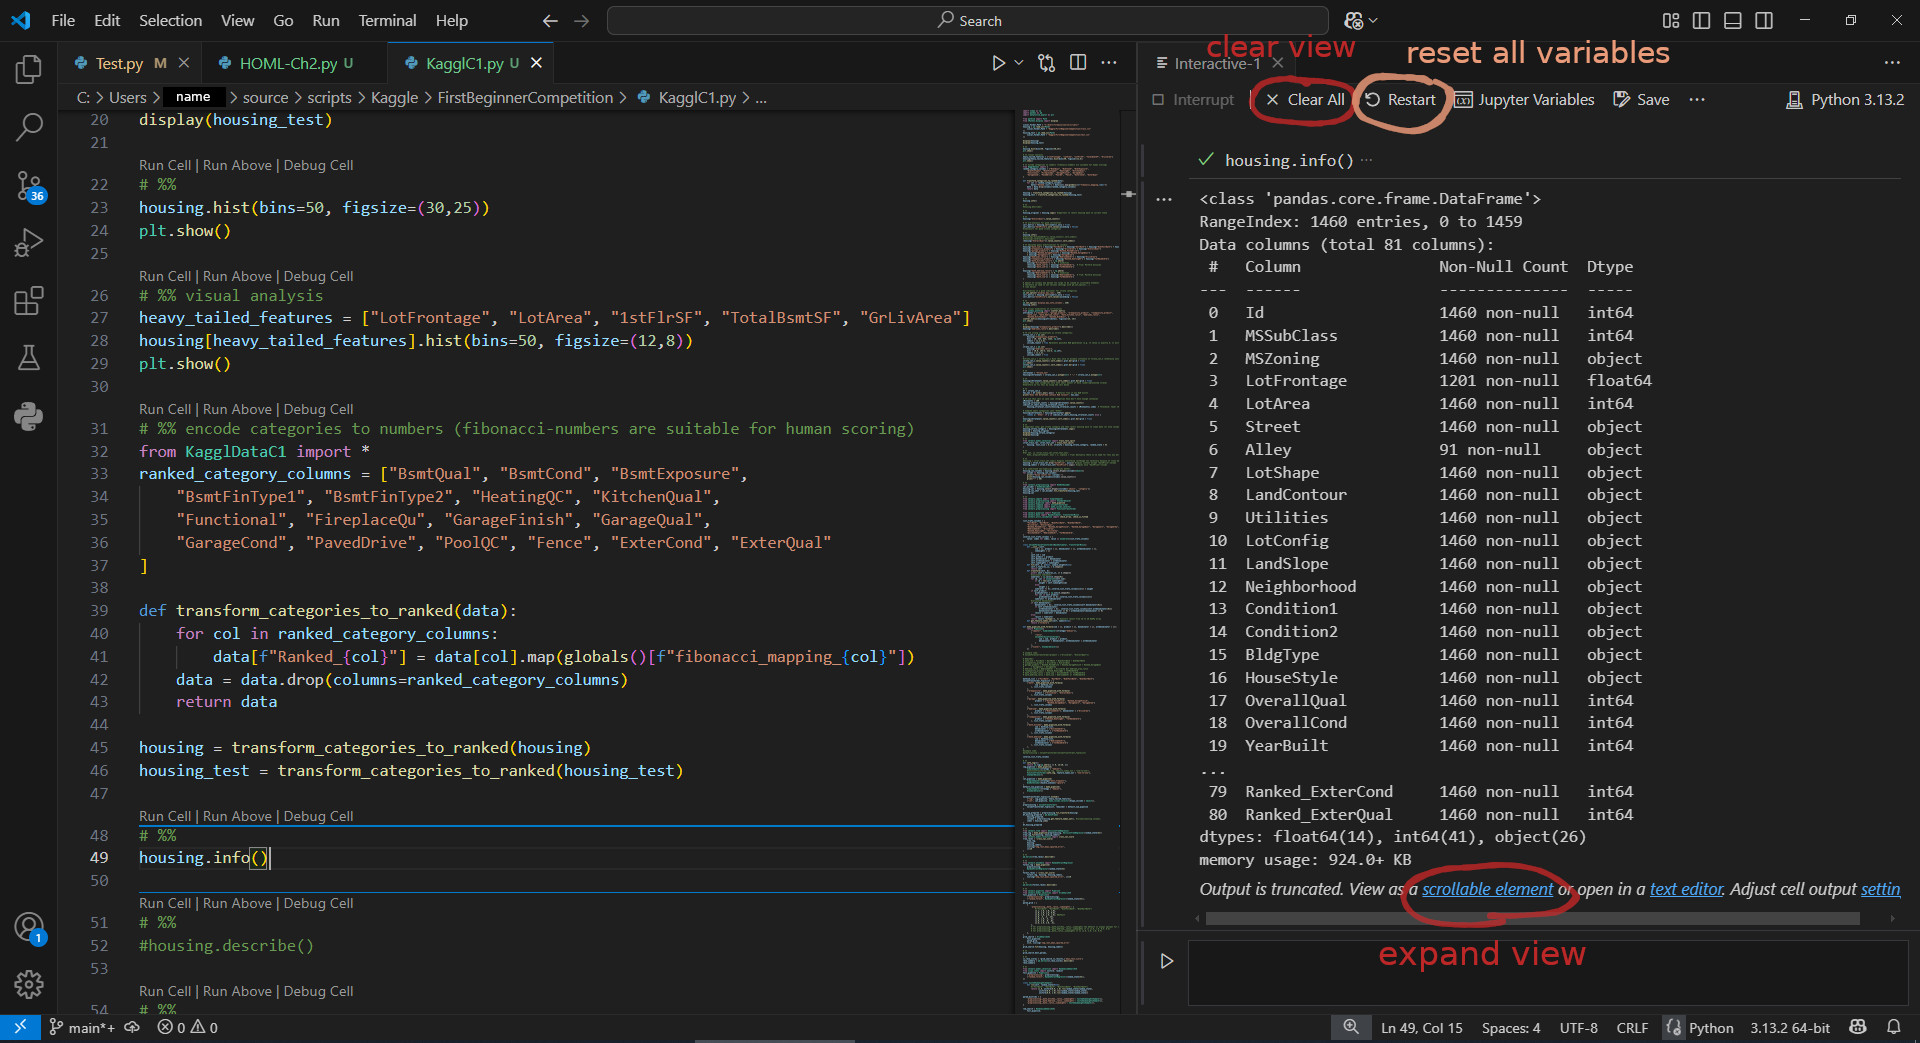 File Edit Selection View Go Run Terminal Help
Search
Test.py M
HOML-Ch2.py U
KagglC1.py U
clear view
reset all variables
Interactive-1
C: > Users > name > source > scripts > Kaggle > FirstBeginnerCompetition > KagglC1.py > ...
Interrupt
Clear All
Restart
Jupyter Variables
Save
Python 3.13.2
20 display(housing_test)
21
Run Cell | Run Above | Debug Cell
22 # %%
23 housing.hist(bins=50, figsize=(30,25))
24 plt.show()
25
Run Cell | Run Above | Debug Cell
26 # %% visual analysis
27 heavy_tailed_features = ["LotFrontage", "LotArea", "1stFlrSF", "TotalBsmtSF", "GrLivArea"]
28 housing[heavy_tailed_features].hist(bins=50, figsize=(12,8))
29 plt.show()
30
Run Cell | Run Above | Debug Cell
31 # %% encode categories to numbers (fibonacci-numbers are suitable for human scoring)
32 from KagglDataC1 import *
33 ranked_category_columns = ["BsmtQual", "BsmtCond", "BsmtExposure",
34 "BsmtFinType1", "BsmtFinType2", "HeatingQC", "KitchenQual",
35 "Functional", "FireplaceQu", "GarageFinish", "GarageQual",
36 "GarageCond", "PavedDrive", "PoolQC", "Fence", "ExterCond", "ExterQual"
37 ]
38
39 def transform_categories_to_ranked(data):
40 for col in ranked_category_columns:
41 data[f"Ranked_{col}"] = data[col].map(globals()[f"fibonacci_mapping_{col}"])
42 data = data.drop(columns=ranked_category_columns)
43 return data
44
45 housing = transform_categories_to_ranked(housing)
46 housing_test = transform_categories_to_ranked(housing_test)
47
Run Cell | Run Above | Debug Cell
48 # %%
49 housing.info()
50
Run Cell | Run Above | Debug Cell
51 # %%
52 #housing.describe()
53
Run Cell | Run Above | Debug Cell
54 # %%
housing.info() ...
<class 'pandas.core.frame.DataFrame'>
RangeIndex: 1460 entries, 0 to 1459
Data columns (total 81 columns):
# Column Non-Null Count Dtype
--- ------ -------------- -----
0 Id 1460 non-null int64
1 MSSubClass 1460 non-null int64
2 MSZoning 1460 non-null object
3 LotFrontage 1201 non-null float64
4 LotArea 1460 non-null int64
5 Street 1460 non-null object
6 Alley 91 non-null object
7 LotShape 1460 non-null object
8 LandContour 1460 non-null object
9 Utilities 1460 non-null object
10 LotConfig 1460 non-null object
11 LandSlope 1460 non-null object
12 Neighborhood 1460 non-null object
13 Condition1 1460 non-null object
14 Condition2 1460 non-null object
15 BldgType 1460 non-null object
16 HouseStyle 1460 non-null object
17 OverallQual 1460 non-null int64
18 OverallCond 1460 non-null int64
19 YearBuilt 1460 non-null int64
...
79 Ranked_ExterCond 1460 non-null int64
80 Ranked_ExterQual 1460 non-null int64
dtypes: float64(14), int64(41), object(26)
memory usage: 924.0+ KB
Output is truncated. View as a scrollable element or open in a text editor. Adjust cell output settin
expand view
36
1
main*+
0 0
Ln 49, Col 15 Spaces: 4 UTF-8 CRLF Python 3.13.2 64-bit